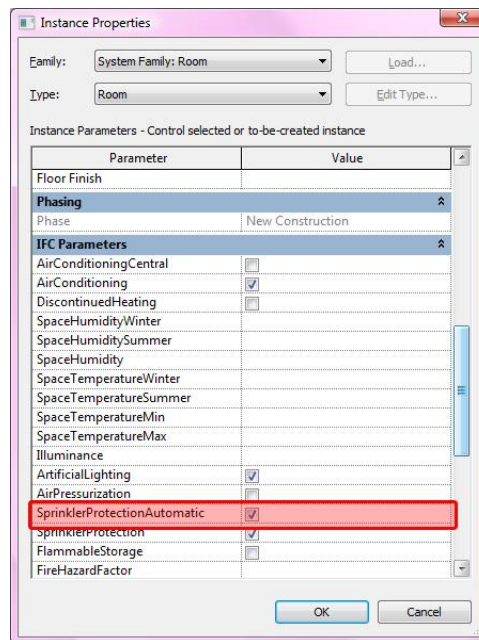 Instance Properties
Family: System Family: Room Load...
Type: Room Edit Type...
Instance Parameters - Control selected or to-be-created instance
Parameter Value
Floor Finish
Phasing
Phase New Construction
IFC Parameters
AirConditioningCentral
AirConditioning
DiscontinuedHeating
SpaceHumidityWinter
SpaceHumiditySummer
SpaceHumidity
SpaceTemperatureWinter
SpaceTemperatureSummer
SpaceTemperatureMin
SpaceTemperatureMax
Illuminance
ArtificialLighting
AirPressurization
SprinklerProtectionAutomatic
SprinklerProtection
FlammableStorage
FireHazardFactor
OK Cancel